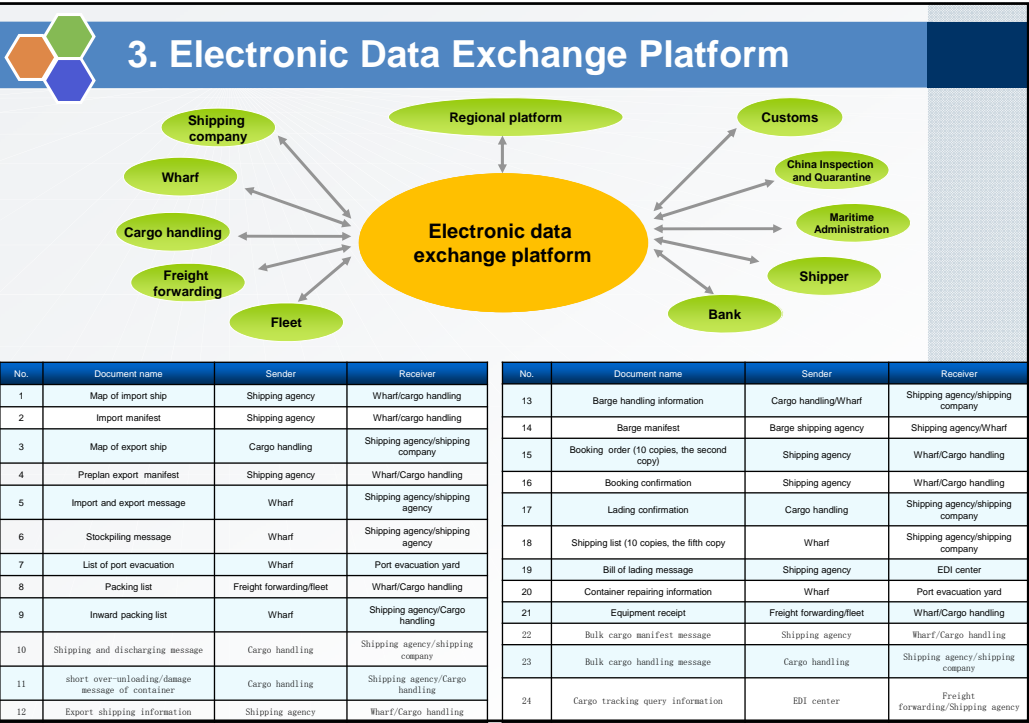 3. Electronic Data Exchange Platform
Shipping
company
Regional platform
Customs
Wharf
China Inspection
and Quarantine
Cargo handling
Electronic data
exchange platform
Maritime
Administration
Freight
forwarding
Shipper
Fleet
Bank
No. Document name Sender Receiver
1 Map of import ship Shipping agency Wharf/cargo handling
2 Import manifest Shipping agency Wharf/cargo handling
3 Map of export ship Cargo handling Shipping agency/shipping
company
4 Preplan export manifest Shipping agency Wharf/Cargo handling
5 Import and export message Wharf Shipping agency/shipping
agency
6 Stockpiling message Wharf Shipping agency/shipping
agency
7 List of port evacuation Wharf Port evacuation yard
8 Packing list Freight forwarding/fleet Wharf/Cargo handling
9 Inward packing list Wharf Shipping agency/Cargo
handling
10 Shipping and discharging message Cargo handling Shipping agency/shipping
company
11 short over-unloading/damage
message of container Cargo handling Shipping agency/Cargo
handling
12 Export shipping information Shipping agency Wharf/Cargo handling
No. Document name Sender Receiver
13 Barge handling information Cargo handling/Wharf Shipping agency/shipping
company
14 Barge manifest Barge shipping agency Shipping agency/Wharf
15 Booking order (10 copies, the second
copy) Shipping agency Wharf/Cargo handling
16 Booking confirmation Shipping agency Wharf/Cargo handling
17 Lading confirmation Cargo handling Shipping agency/shipping
company
18 Shipping list (10 copies, the fifth copy Wharf Shipping agency/shipping
company
19 Bill of lading message Shipping agency EDI center
20 Container repairing information Wharf Port evacuation yard
21 Equipment receipt Freight forwarding/fleet Wharf/Cargo handling
22 Bulk cargo manifest message Shipping agency Wharf/Cargo handling
23 Bulk cargo handling message Cargo handling Shipping agency/shipping
company
24 Cargo tracking query information EDI center Freight
forwarding/Shipping agency